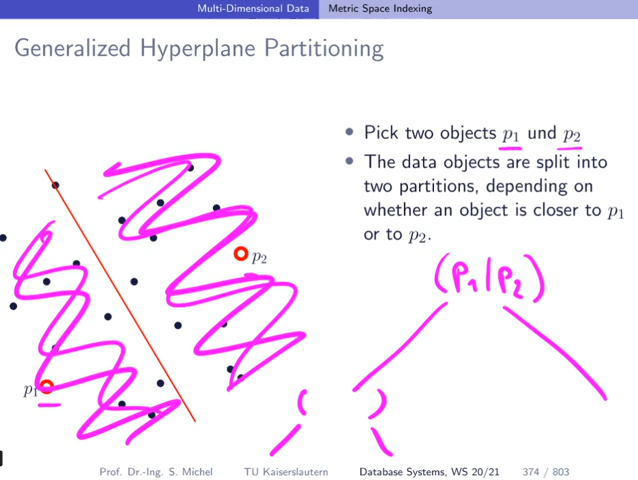 Multi-Dimensional Data Metric Space Indexing
Generalized Hyperplane Partitioning
• Pick two objects p₁ und p₂
• The data objects are split into
two partitions, depending on
whether an object is closer to p₁
or to p₂.
p₂
(p₁|p₂)
p₁
( )
Prof. Dr.-Ing. S. Michel TU Kaiserslautern Database Systems, WS 20/21 374 / 803